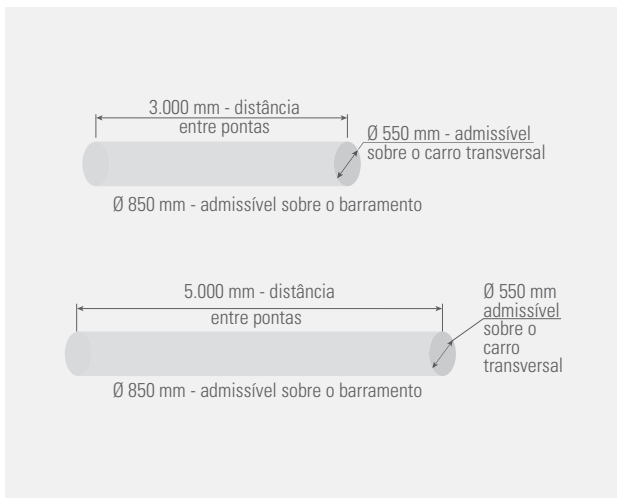 3.000 mm - distância
entre pontas
Ø 550 mm - admissível
sobre o carro transversal
Ø 850 mm - admissível sobre o barramento
5.000 mm - distância
entre pontas
Ø 550 mm
admissível
sobre o
carro
transversal
Ø 850 mm - admissível sobre o barramento